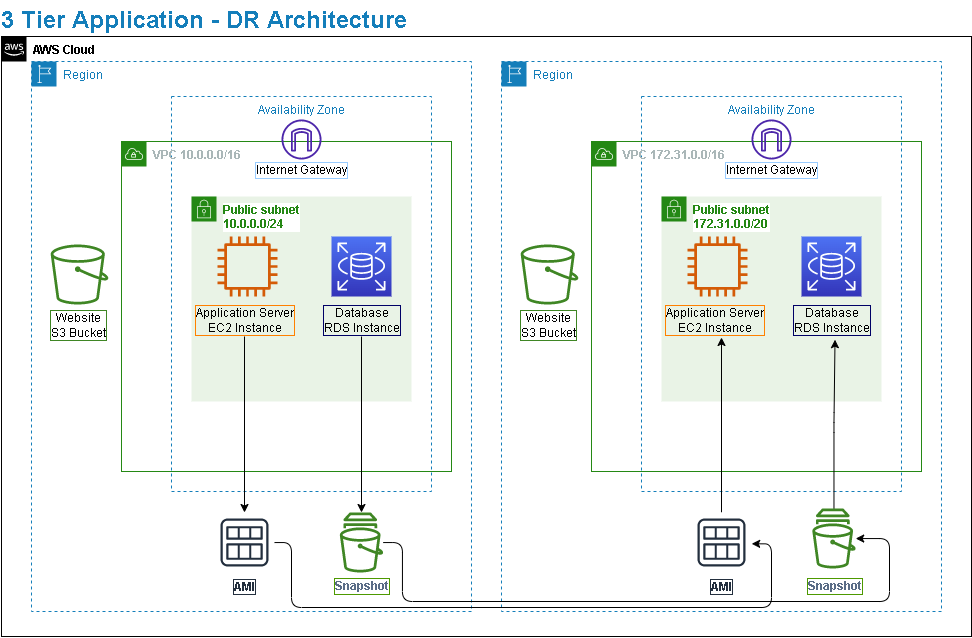 3 Tier Application - DR Architecture
aws
AWS Cloud
Region
Availability Zone
VPC 10.0.0.0/16
Internet Gateway
Public subnet
10.0.0.0/24
Website
S3 Bucket
Application Server
EC2 Instance
Database
RDS Instance
AMI
Snapshot
Region
Availability Zone
VPC 172.31.0.0/16
Internet Gateway
Public subnet
172.31.0.0/20
Website
S3 Bucket
Application Server
EC2 Instance
Database
RDS Instance
AMI
Snapshot